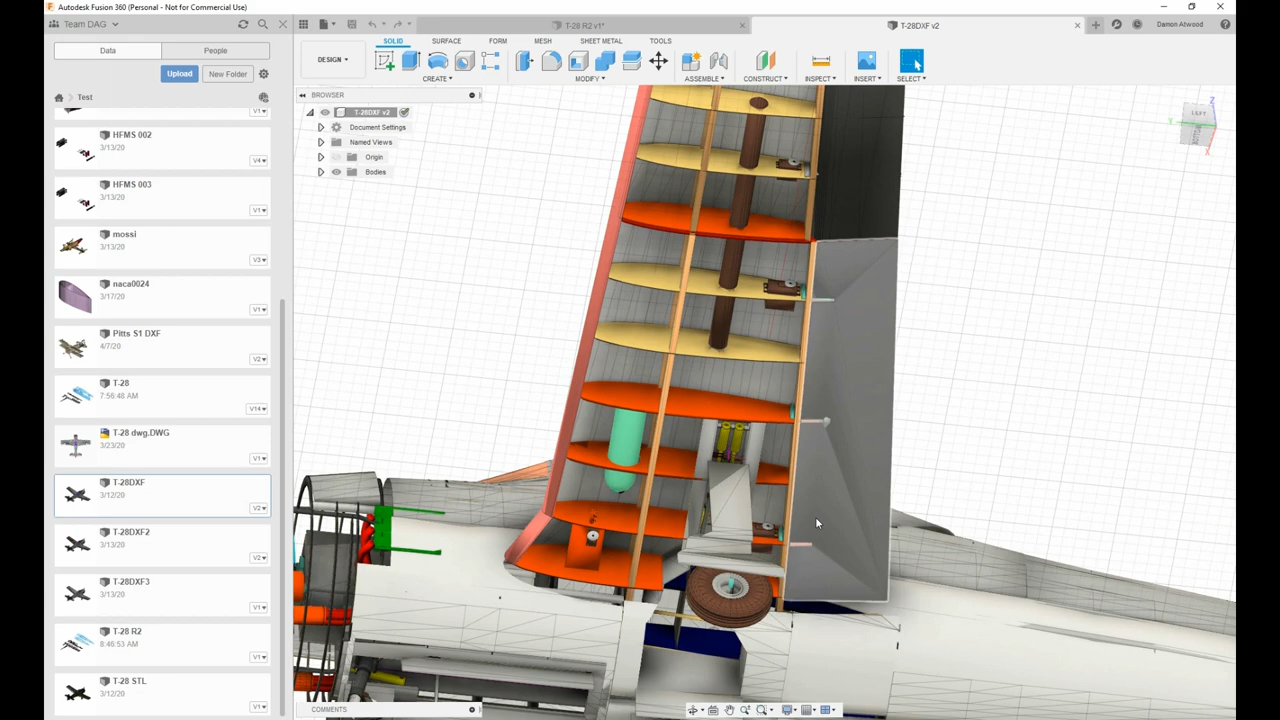 Autodesk Fusion 360 (Personal - Not for Commercial Use)
Team DAG
T-28 R2 v1*
T-28DXF v2
Damon Atwood
Data
People
Upload
New Folder
Test
V1
HFMS 002
3/13/20
V4
HFMS 003
3/13/20
V1
mossi
3/13/20
V3
naca0024
3/17/20
V1
Pitts S1 DXF
4/7/20
V2
T-28
7:56:46 AM
V14
T-28 dwg.DWG
3/23/20
V1
T-28DXF
3/12/20
V2
T-28DXF2
3/13/20
V2
T-28DXF3
3/13/20
V1
T-28 R2
8:46:53 AM
V1
T-28 STL
3/12/20
V1
DESIGN
SOLID
SURFACE
FORM
MESH
SHEET METAL
TOOLS
CREATE
MODIFY
ASSEMBLE
CONSTRUCT
INSPECT
INSERT
SELECT
BROWSER
T-28DXF v2
Document Settings
Named Views
Origin
Bodies
LEFT
BOTTOM
Z
Y
X
COMMENTS